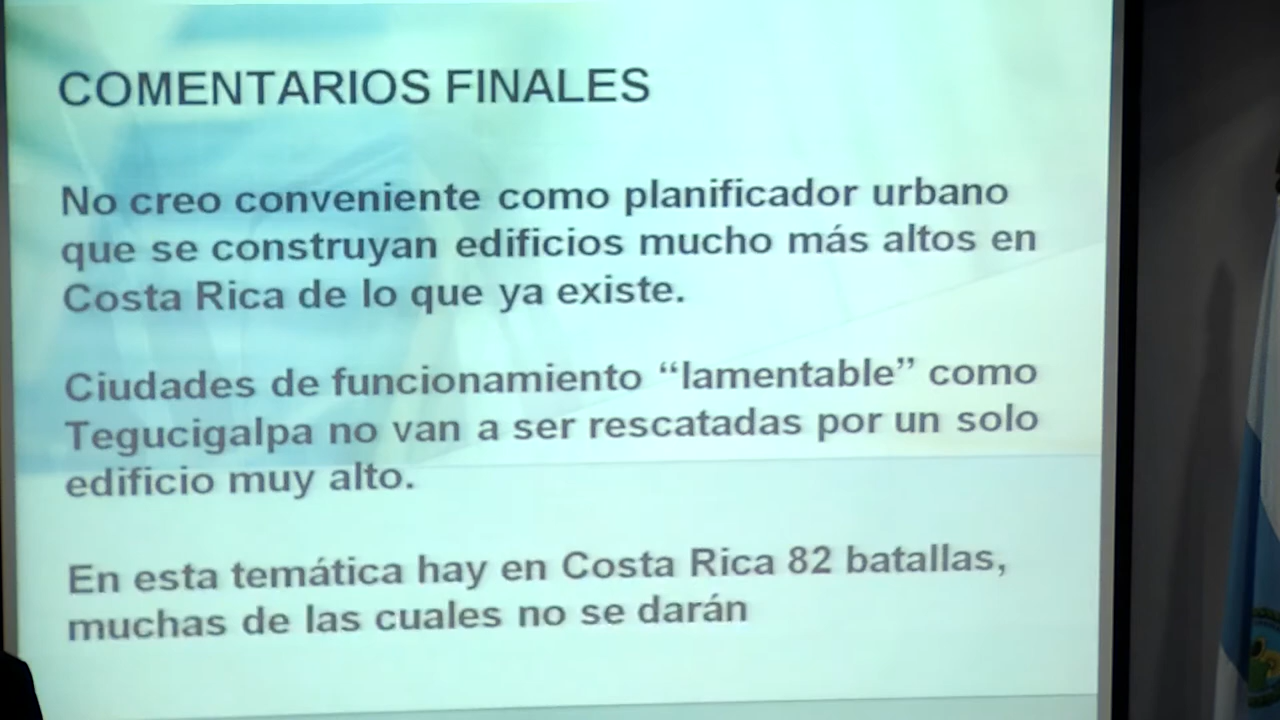 COMENTARIOS FINALES
No creo conveniente como planificador urbano
que se construyan edificios mucho más altos en
Costa Rica de lo que ya existe.
Ciudades de funcionamiento “lamentable” como
Tegucigalpa no van a ser rescatadas por un solo
edificio muy alto.
En esta temática hay en Costa Rica 82 batallas,
muchas de las cuales no se darán